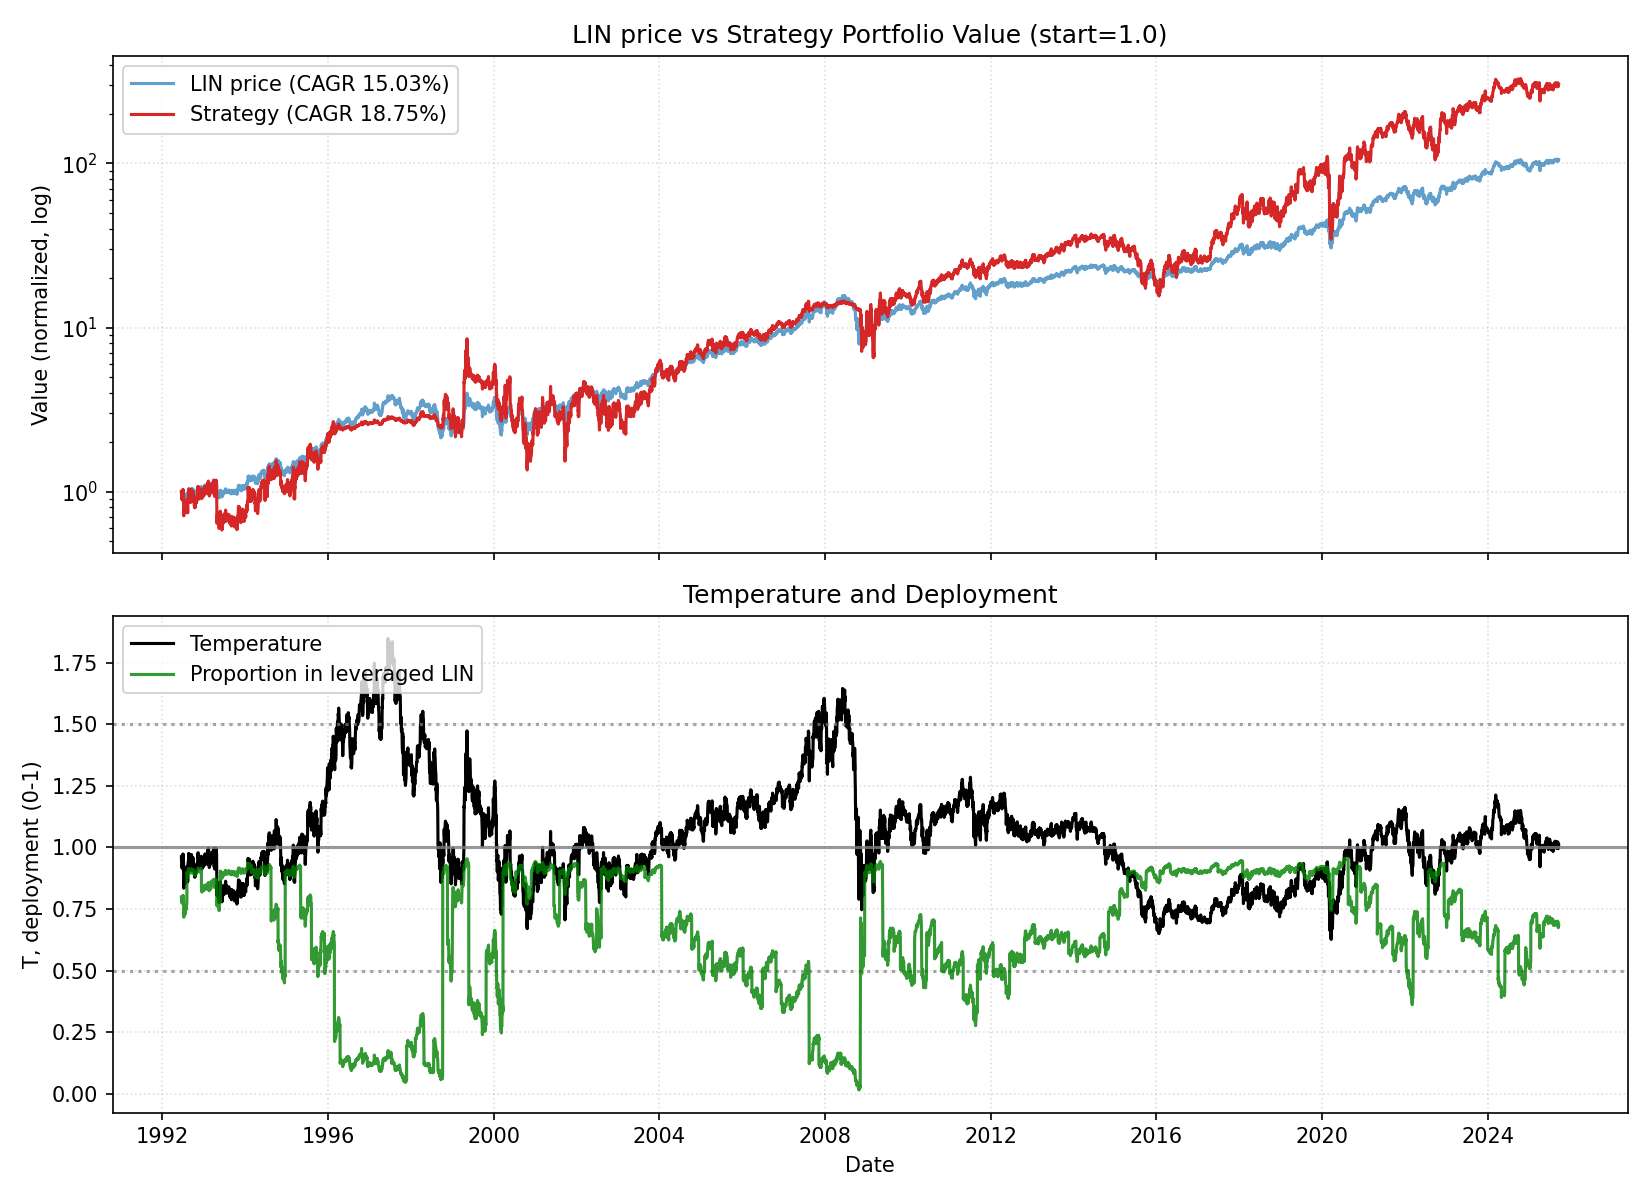 LIN price vs Strategy Portfolio Value (start=1.0)
LIN price (CAGR 15.03%)
Strategy (CAGR 18.75%)
Value (normalized, log)
10²
10¹
10⁰
Temperature and Deployment
Temperature
Proportion in leveraged LIN
T, deployment (0-1)
1.75
1.50
1.25
1.00
0.75
0.50
0.25
0.00
1992 1996 2000 2004 2008 2012 2016 2020 2024
Date